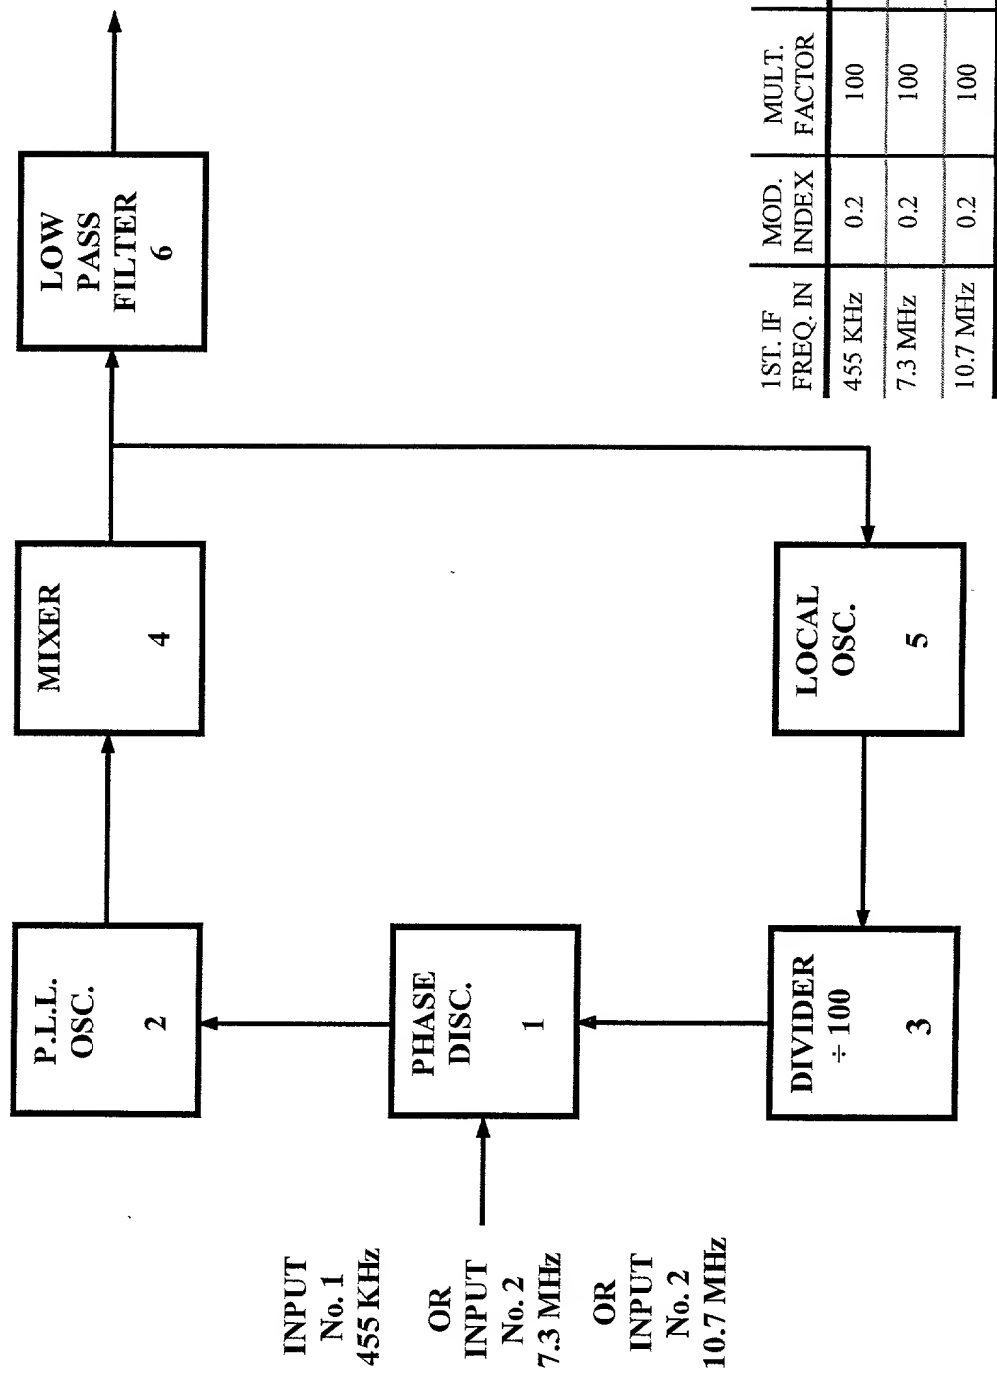 P.L.L.
OSC.
2
MIXER
4
LOW
PASS
FILTER
6
INPUT
No. 1
455 KHz
OR
INPUT
No. 2
7.3 MHz
OR
INPUT
No. 2
10.7 MHz
PHASE
DISC.
1
DIVIDER
÷ 100
3
LOCAL
OSC.
5
1ST. IF MOD. MULT.
FREQ. IN INDEX FACTOR
455 KHz 0.2 100
7.3 MHz 0.2 100
10.7 MHz 0.2 100